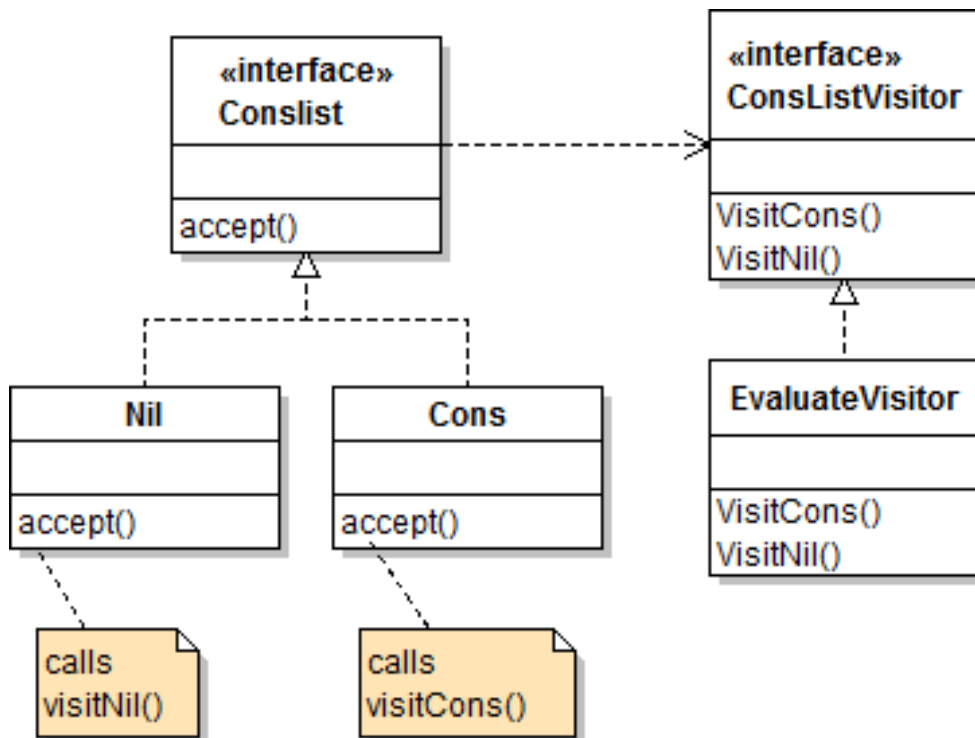 «interface»
Conslist
accept()
«interface»
ConsListVisitor
VisitCons()
VisitNil()
Nil
accept()
Cons
accept()
EvaluateVisitor
VisitCons()
VisitNil()
calls
visitNil()
calls
visitCons()